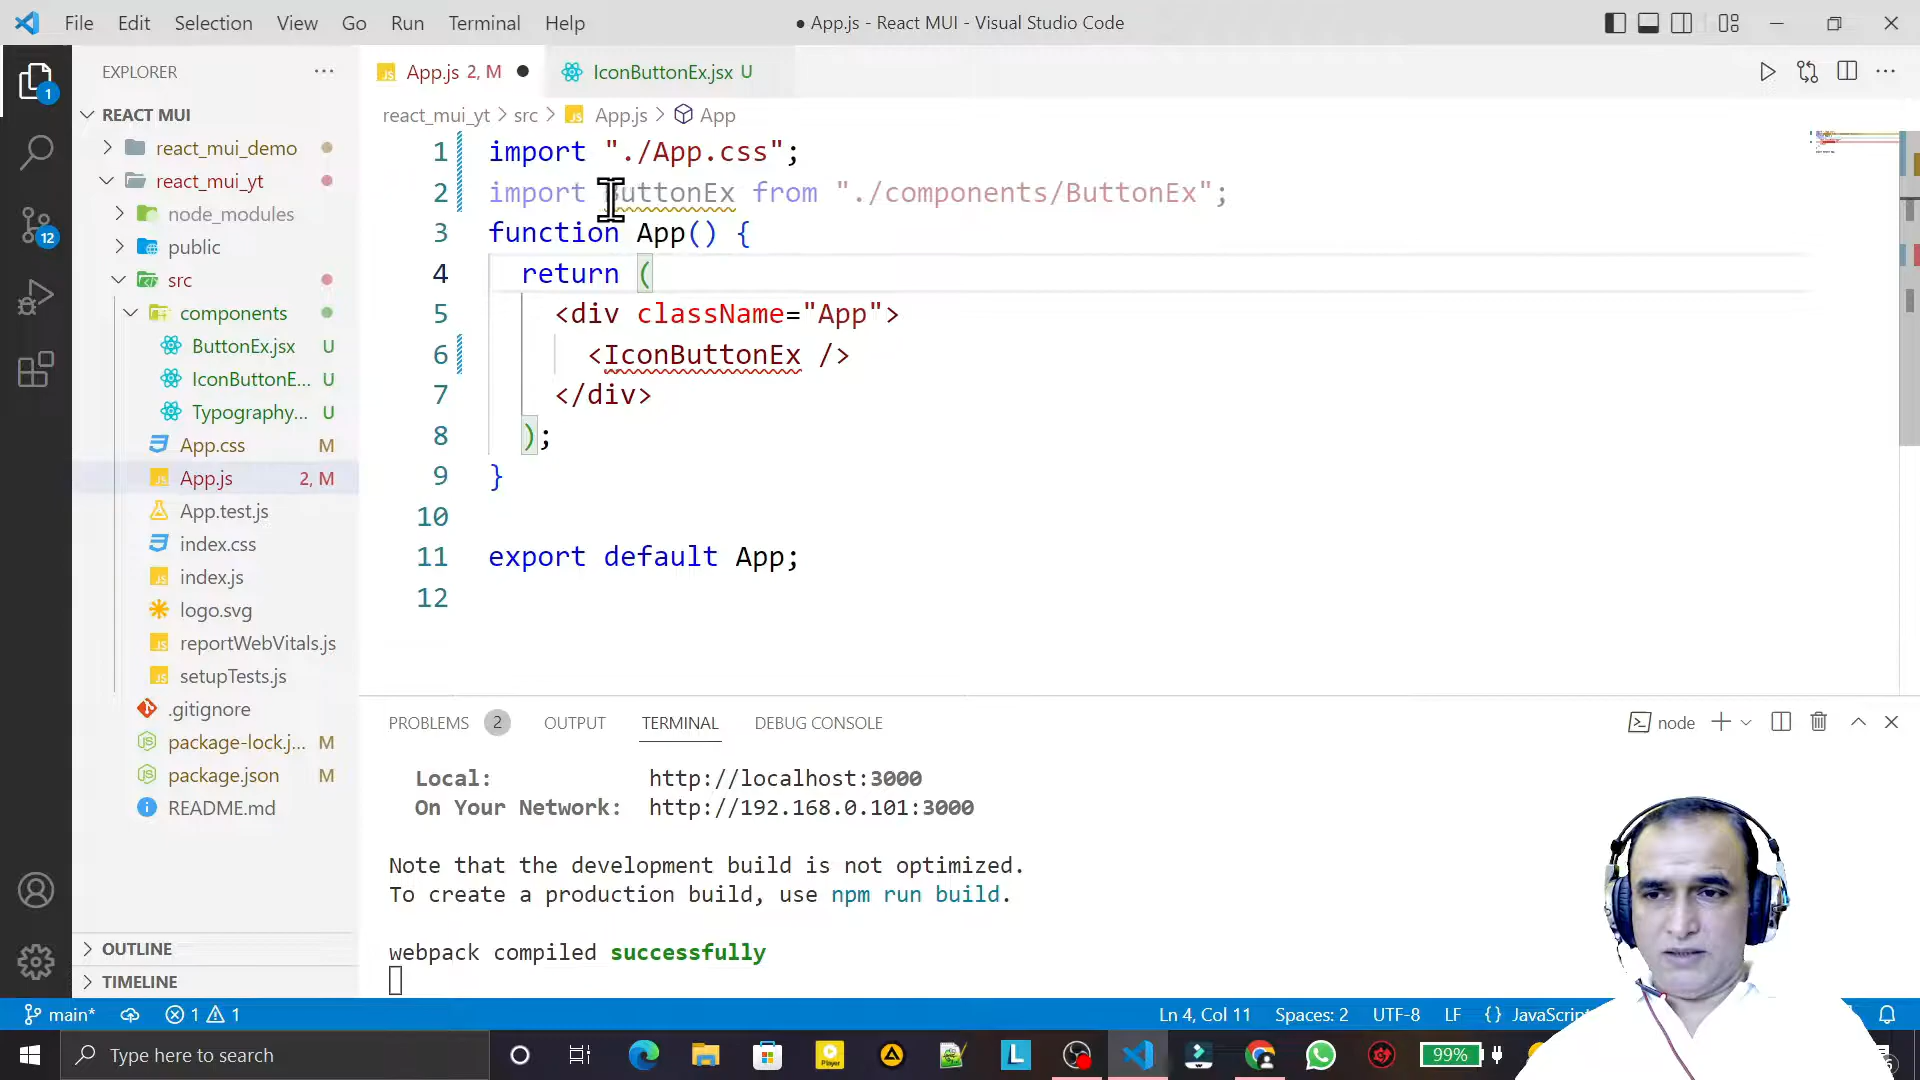 File Edit Selection View Go Run Terminal Help
● App.js - React MUI - Visual Studio Code
EXPLORER
App.js 2, M ●
IconButtonEx.jsx U
REACT MUI
react_mui_yt > src > App.js > App
react_mui_demo
react_mui_yt
node_modules
public
src
components
ButtonEx.jsx U
IconButtonE... U
Typography... U
App.css M
App.js 2, M
App.test.js
index.css
index.js
logo.svg
reportWebVitals.js
setupTests.js
.gitignore
package-lock.j... M
package.json M
README.md
OUTLINE
TIMELINE
1
12
1 import "./App.css";
2 import ButtonEx from "./components/ButtonEx";
3 function App() {
4 return (
5 <div className="App">
6 <IconButtonEx />
7 </div>
8 );
9 }
10
11 export default App;
12
PROBLEMS 2 OUTPUT TERMINAL DEBUG CONSOLE
node
Local: http://localhost:3000
On Your Network: http://192.168.0.101:3000
Note that the development build is not optimized.
To create a production build, use npm run build.
webpack compiled successfully
main* 1 1
Ln 4, Col 11 Spaces: 2 UTF-8 LF {} JavaScript
Type here to search
L
99%